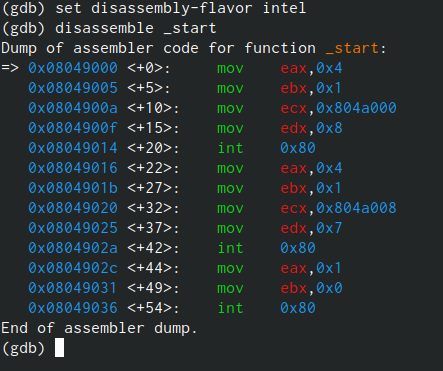 (gdb) set disassembly-flavor intel
(gdb) disassemble _start
Dump of assembler code for function _start:
=> 0x08049000 <+0>:     mov    eax,0x4
   0x08049005 <+5>:     mov    ebx,0x1
   0x0804900a <+10>:    mov    ecx,0x804a000
   0x0804900f <+15>:    mov    edx,0x8
   0x08049014 <+20>:    int    0x80
   0x08049016 <+22>:    mov    eax,0x4
   0x0804901b <+27>:    mov    ebx,0x1
   0x08049020 <+32>:    mov    ecx,0x804a008
   0x08049025 <+37>:    mov    edx,0x7
   0x0804902a <+42>:    int    0x80
   0x0804902c <+44>:    mov    eax,0x1
   0x08049031 <+49>:    mov    ebx,0x0
   0x08049036 <+54>:    int    0x80
End of assembler dump.
(gdb)